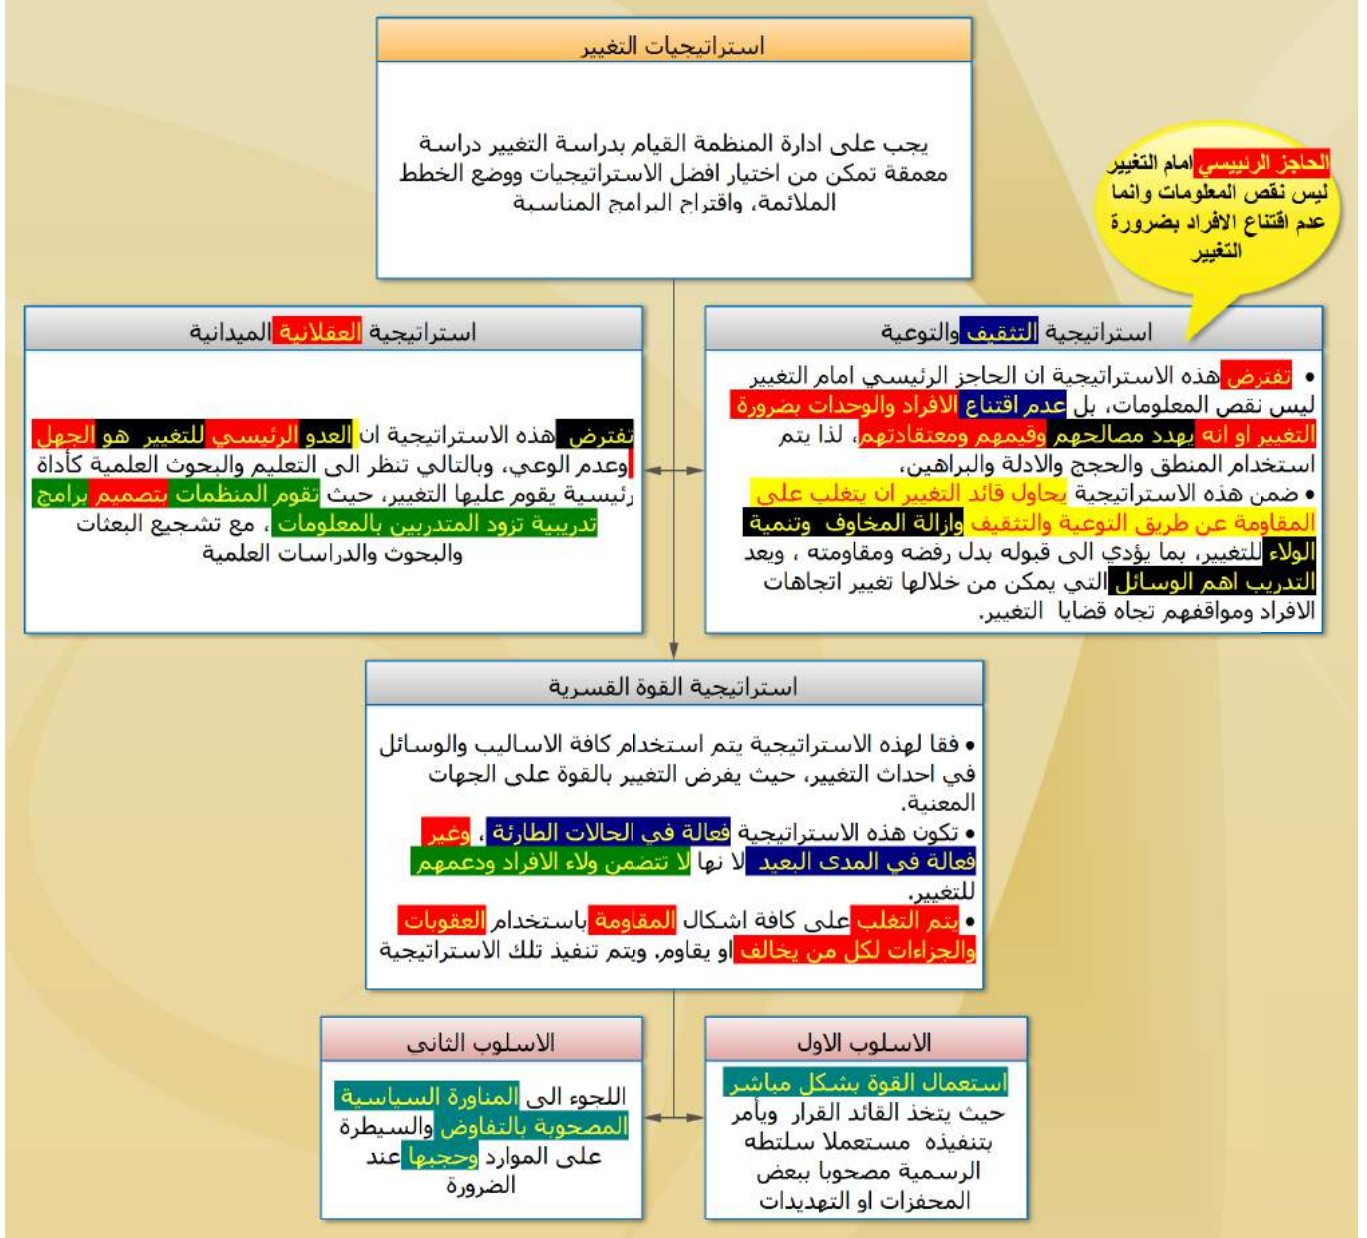 استراتيجيات التغيير
يجب على ادارة المنظمة القيام بدراسة التغيير دراسة
معمقة تمكن من اختيار افضل الاستراتيجيات ووضع الخطط
الملائمة، واقتراح البرامج المناسبة
الحاجز الرئييسي امام التغيير
ليس نقص المعلومات وانما
عدم اقتناع الافراد بضرورة
التغيير
استراتيجية التثقيف والتوعية
• تفترض هذه الاستراتيجية ان الحاجز الرئيسي امام التغيير
ليس نقص المعلومات، بل عدم اقتناع الافراد والوحدات بضرورة
التغيير او انه يهدد مصالحهم وقيمهم ومعتقادتهم، لذا يتم
استخدام المنطق والحجج والادلة والبراهين،
• ضمن هذه الاستراتيجية يحاول قائد التغيير ان يتغلب على
المقاومة عن طريق التوعية والتثقيف وازالة المخاوف وتنمية
الولاء للتغيير، بما يؤدي الى قبوله بدل رفضه ومقاومته ، ويعد
التدريب اهم الوسائل التي يمكن من خلالها تغيير اتجاهات
الافراد ومواقفهم تجاه قضايا التغيير.
استراتيجية العقلانية الميدانية
تفترض هذه الاستراتيجية ان العدو الرئيسي للتغيير هو الجهل
وعدم الوعي، وبالتالي تنظر الى التعليم والبحوث العلمية كأداة
رئيسية يقوم عليها التغيير، حيث تقوم المنظمات بتصميم برامج
تدريبية تزود المتدربين بالمعلومات ، مع تشجيع البعثات
والبحوث والدراسات العلمية
استراتيجية القوة القسرية
• فقا لهذه الاستراتيجية يتم استخدام كافة الاساليب والوسائل
في احداث التغيير، حيث يفرض التغيير بالقوة على الجهات
المعنية.
• تكون هذه الاستراتيجية فعالة في الحالات الطارئة ، وغير
فعالة في المدى البعيد لا نها لا تتضمن ولاء الافراد ودعمهم
للتغيير.
• يتم التغلب على كافة اشكال المقاومة باستخدام العقوبات
والجزاءات لكل من يخالف او يقاوم. ويتم تنفيذ تلك الاستراتيجية
الاسلوب الاول
استعمال القوة بشكل مباشر
حيث يتخذ القائد القرار ويأمر
بتنفيذه مستعملا سلتطه
الرسمية مصحوبا ببعض
المحفزات او التهديدات
الاسلوب الثاني
اللجوء الى المناورة السياسية
المصحوبة بالتفاوض والسيطرة
على الموارد وحجبها عند
الضرورة